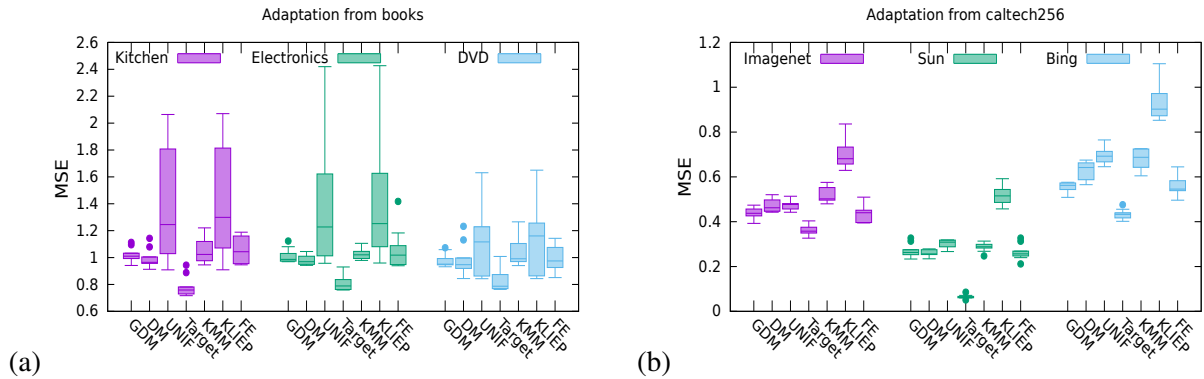 Adaptation from books
Kitchen Electronics DVD
MSE
2.6
2.4
2.2
2
1.8
1.6
1.4
1.2
1
0.8
0.6
GDM DM UNIF Target KMM KLIEP FE GDM DM UNIF Target KMM KLIEP FE GDM DM UNIF Target KMM KLIEP FE
(a)
Adaptation from caltech256
Imagenet Sun Bing
MSE
1.2
1
0.8
0.6
0.4
0.2
0
GDM DM UNIF Target KMM KLIEP FE GDM DM UNIF Target KMM KLIEP FE GDM DM UNIF Target KMM KLIEP FE
(b)